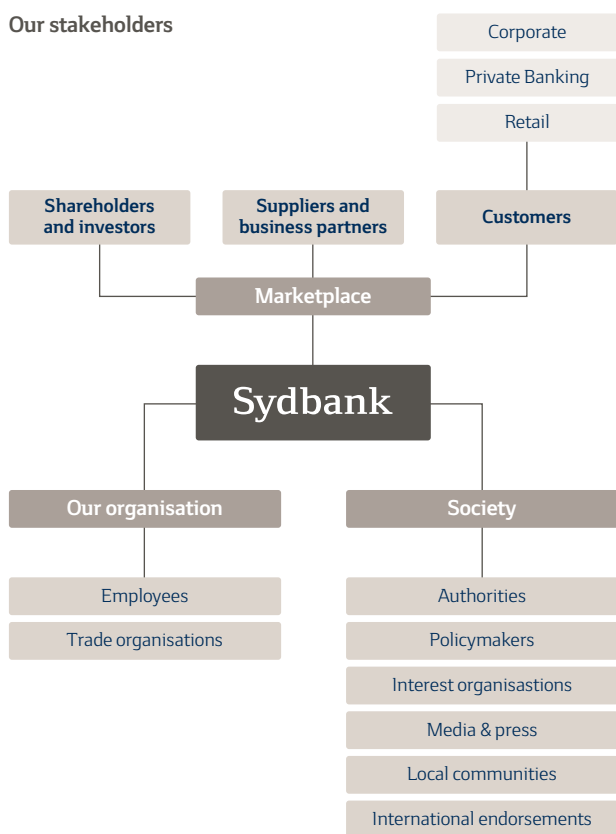 Our stakeholders
Corporate
Private Banking
Retail
Shareholders
and investors
Suppliers and
business partners
Customers
Marketplace
Sydbank
Our organisation
Society
Employees
Trade organisations
Authorities
Policymakers
Interest organisastions
Media & press
Local communities
International endorsements